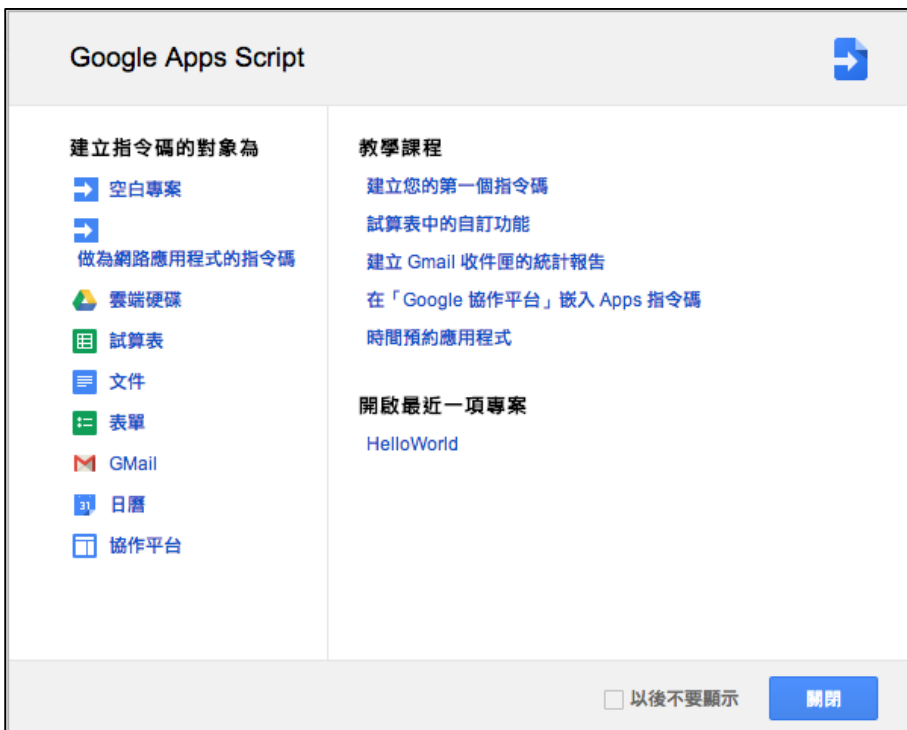 Google Apps Script
建立指令碼的對象為
空白專案
做為網路應用程式的指令碼
雲端硬碟
試算表
文件
表單
GMail
31
日曆
協作平台
教學課程
建立您的第一個指令碼
試算表中的自訂功能
建立 Gmail 收件匣的統計報告
在「Google 協作平台」嵌入 Apps 指令碼
時間預約應用程式
開啟最近一項專案
HelloWorld
以後不要顯示
關閉